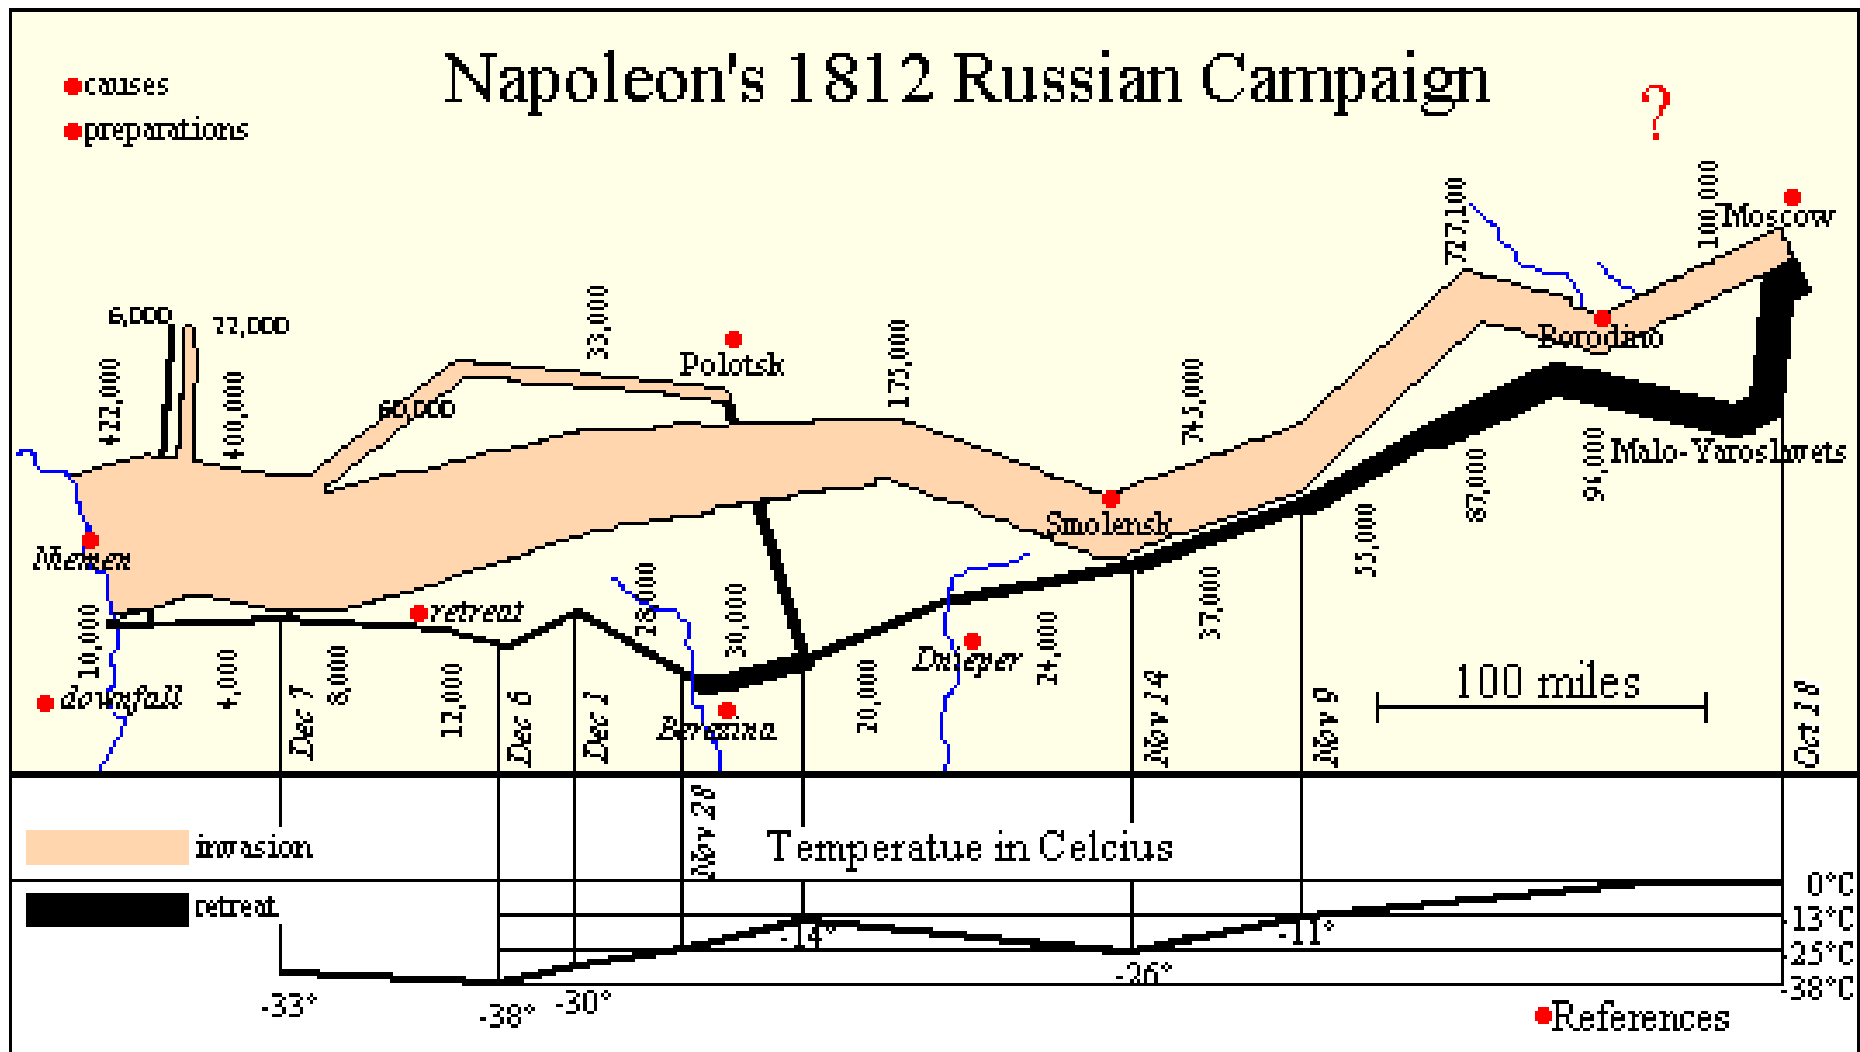 Napoleon's 1812 Russian Campaign
causes
preparations
?
Moscow
100,000
727,100
Borodino
6,000
22,000
33,000
Polotsk
422,000
400,000
60,000
175,000
745,000
Smolensk
Malo-Yaroslavets
94,000
87,000
55,000
37,000
24,000
Niemen
retreat
28,000
30,000
Dnieper
20,000
10,000
4,000
8,000
12,000
downfall
Berezina
100 miles
Dec 7
Dec 6
Dec 1
Nov 28
Nov 14
Nov 9
Oct 18
invasion
Temperatue in Celcius
retreat
0°C
-13°C
-25°C
-38°C
-14°
-11°
-26°
-33°
-38°
-30°
References